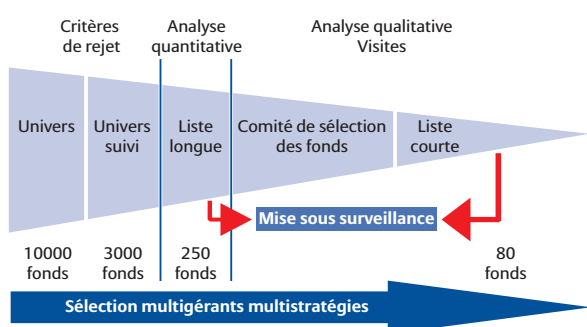 Critères
de rejet
Analyse
quantitative
Analyse qualitative
Visites
Univers
Univers
suivi
Liste
longue
Comité de sélection
des fonds
Liste
courte
Mise sous surveillance
10000
fonds
3000
fonds
250
fonds
80
fonds
Sélection multigérants multistratégies